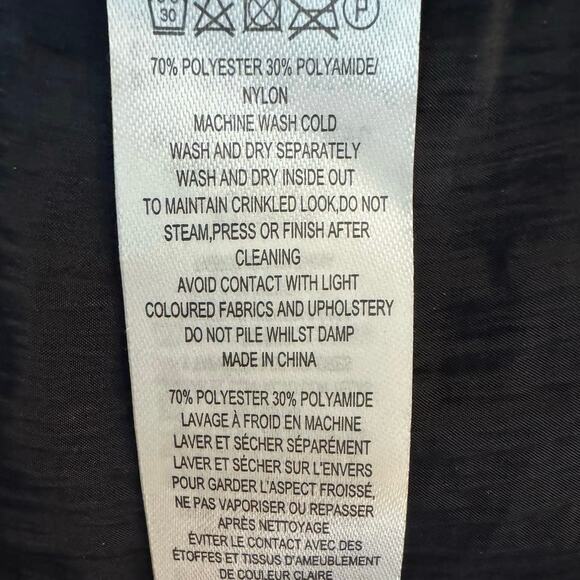 30
P
70% POLYESTER 30% POLYAMIDE/
NYLON
MACHINE WASH COLD
WASH AND DRY SEPARATELY
WASH AND DRY INSIDE OUT
TO MAINTAIN CRINKLED LOOK,DO NOT
STEAM,PRESS OR FINISH AFTER
CLEANING
AVOID CONTACT WITH LIGHT
COLOURED FABRICS AND UPHOLSTERY
DO NOT PILE WHILST DAMP
MADE IN CHINA
70% POLYESTER 30% POLYAMIDE
LAVAGE À FROID EN MACHINE
LAVER ET SÉCHER SÉPARÉMENT
LAVER ET SÉCHER SUR L'ENVERS
POUR GARDER L'ASPECT FROISSÉ,
NE PAS VAPORISER OU REPASSER
APRÈS NETTOYAGE
ÉVITER LE CONTACT AVEC DES
ÉTOFFES ET TISSUS D'AMEUBLEMENT
DE COULEUR CLAIRE